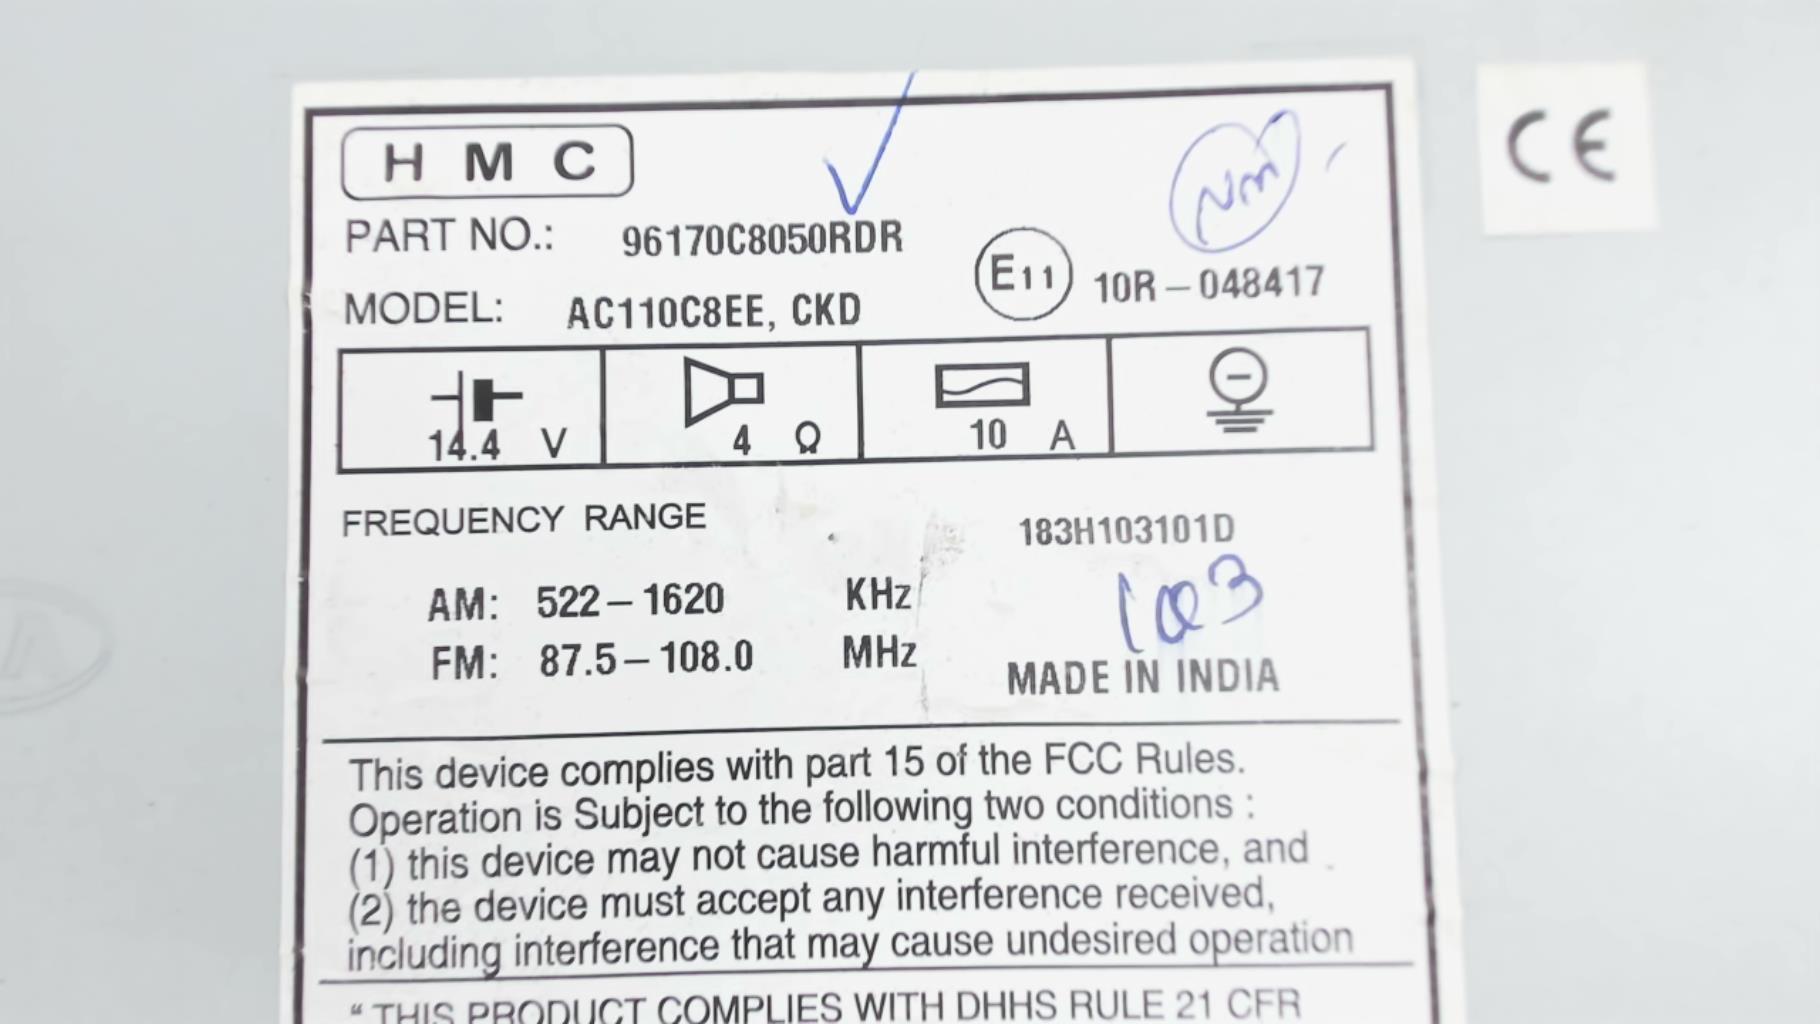 H M C
PART NO.: 96170C8050RDR
CE
MODEL: AC110C8EE, CKD E11 10R-048417
14.4 V 4 Ω 10 A
FREQUENCY RANGE 183H103101D
AM: 522-1620 KHz
103
FM: 87.5-108.0 MHz
MADE IN INDIA
This device complies with part 15 of the FCC Rules.
Operation is Subject to the following two conditions :
(1) this device may not cause harmful interference, and
(2) the device must accept any interference received,
including interference that may cause undesired operation
" THIS PRODUCT COMPLIES WITH DHHS RULE 21 CFR